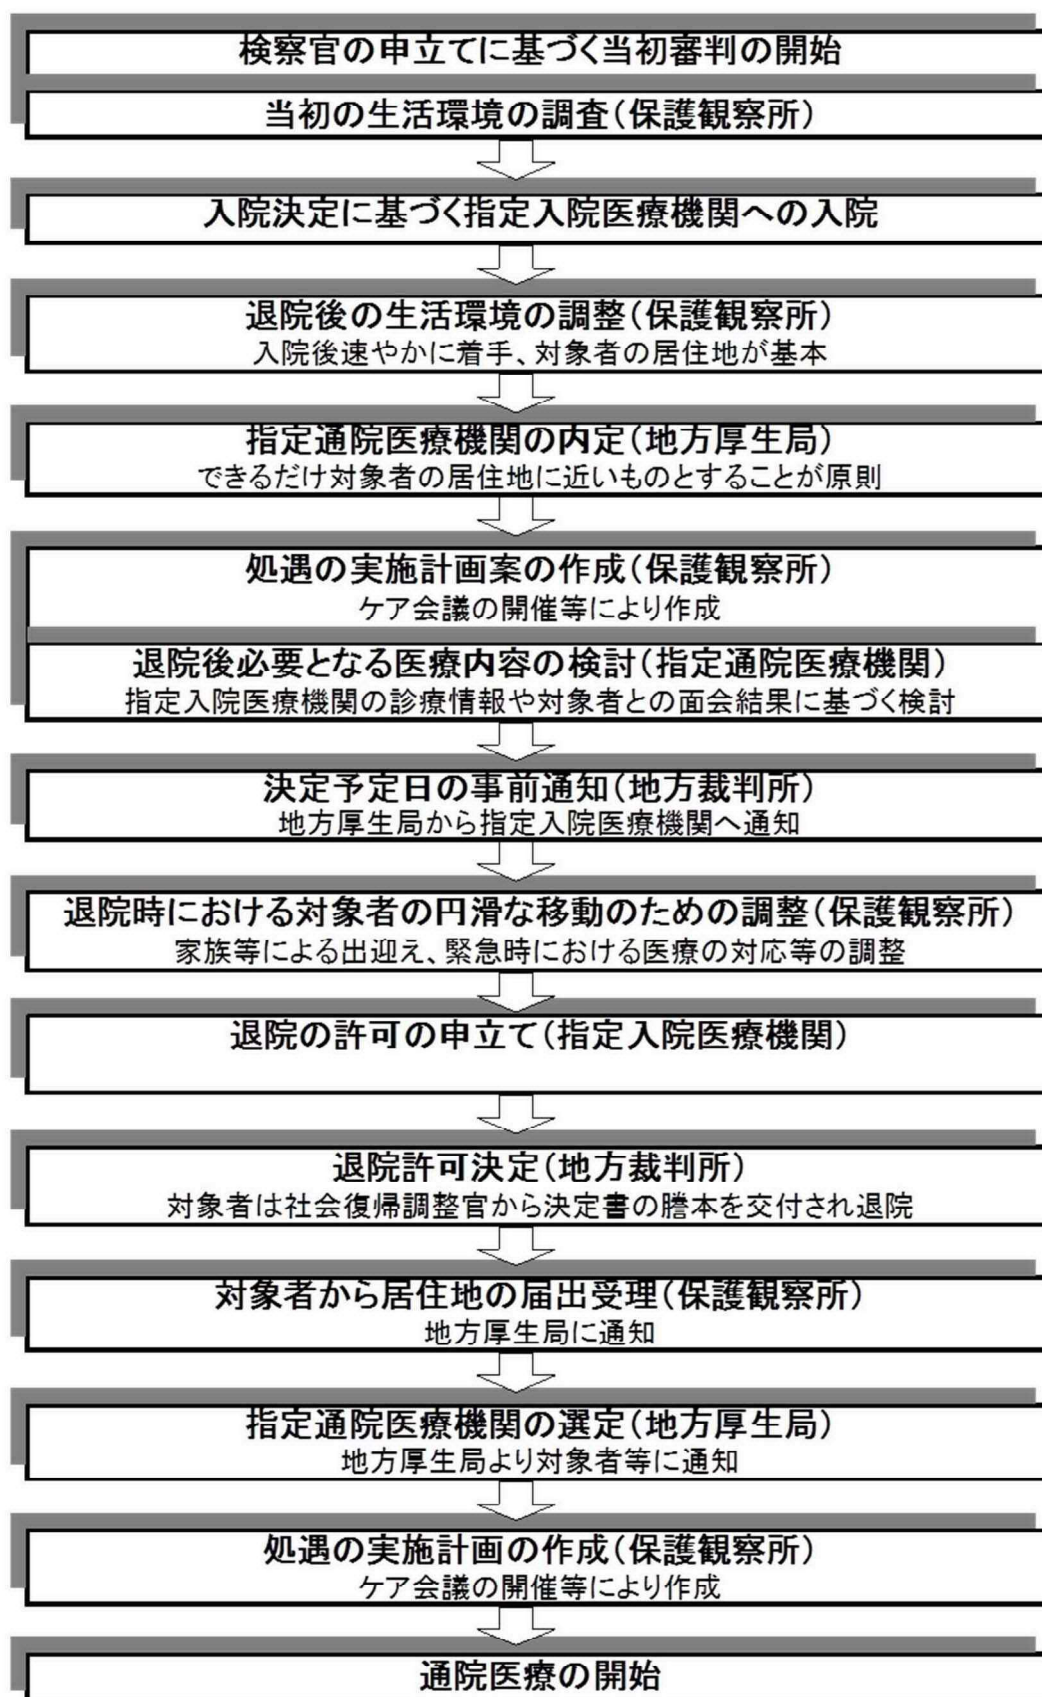 検察官の申立てに基づく当初審判の開始
当初の生活環境の調査(保護観察所)
入院決定に基づく指定入院医療機関への入院
退院後の生活環境の調整(保護観察所)
入院後速やかに着手、対象者の居住地が基本
指定通院医療機関の内定(地方厚生局)
できるだけ対象者の居住地に近いものとすることが原則
処遇の実施計画案の作成(保護観察所)
ケア会議の開催等により作成
退院後必要となる医療内容の検討(指定通院医療機関)
指定入院医療機関の診療情報や対象者との面会結果に基づく検討
決定予定日の事前通知(地方裁判所)
地方厚生局から指定入院医療機関へ通知
退院時における対象者の円滑な移動のための調整(保護観察所)
家族等による出迎え、緊急時における医療の対応等の調整
退院の許可の申立て(指定入院医療機関)
退院許可決定(地方裁判所)
対象者は社会復帰調整官から決定書の謄本を交付され退院
対象者から居住地の届出受理(保護観察所)
地方厚生局に通知
指定通院医療機関の選定(地方厚生局)
地方厚生局より対象者等に通知
処遇の実施計画の作成(保護観察所)
ケア会議の開催等により作成
通院医療の開始